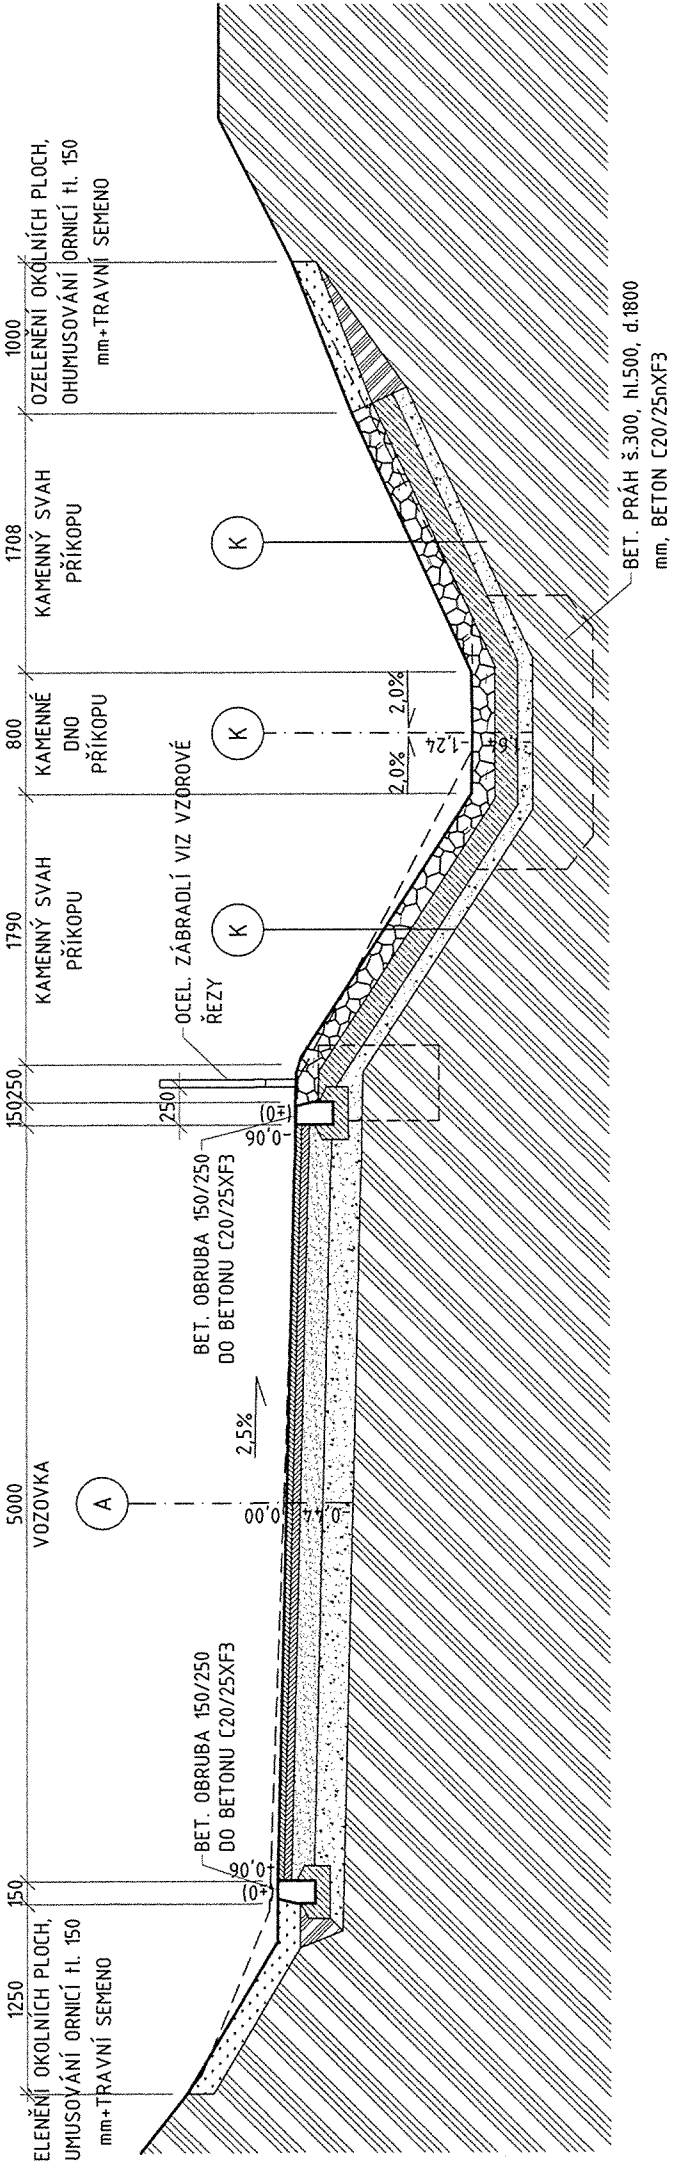 1250
150
5000
150
250
1790
800
1708
1000
ELENĚNÍ OKOLNÍCH PLOCH,
UMUSOVÁNÍ ORNICÍ tl. 150
mm+TRAVNÍ SEMENO
VOZOVKA
KAMENNÝ SVAH
PŘÍKOPU
KAMENNÉ
DNO
PŘÍKOPU
KAMENNÝ SVAH
PŘÍKOPU
OZELENĚNÍ OKOLNÍCH PLOCH,
OHUMUSOVÁNÍ ORNICÍ tl. 150
mm+TRAVNÍ SEMENO
A
K
K
K
BET. OBRUBA 150/250
DO BETONU C20/25XF3
+0,06
(±0)
2,5%
0,00
-0,44
BET. OBRUBA 150/250
DO BETONU C20/25XF3
250
-0,06
(±0)
OCEL. ZÁBRADLÍ VIZ VZOROVÉ
ŘEZY
2,0%
2,0%
-1,24
-1,64
BET. PRÁH š.300, hl.500, d.1800
mm, BETON C20/25nXF3